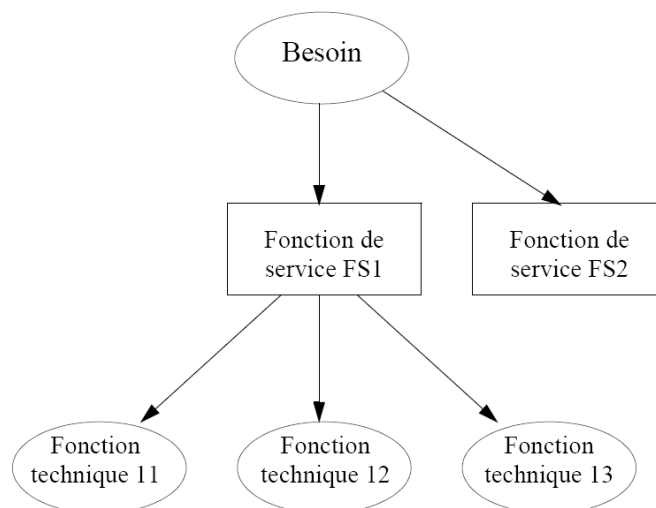 Besoin
Fonction de
service FS1
Fonction de
service FS2
Fonction
technique 11
Fonction
technique 12
Fonction
technique 13